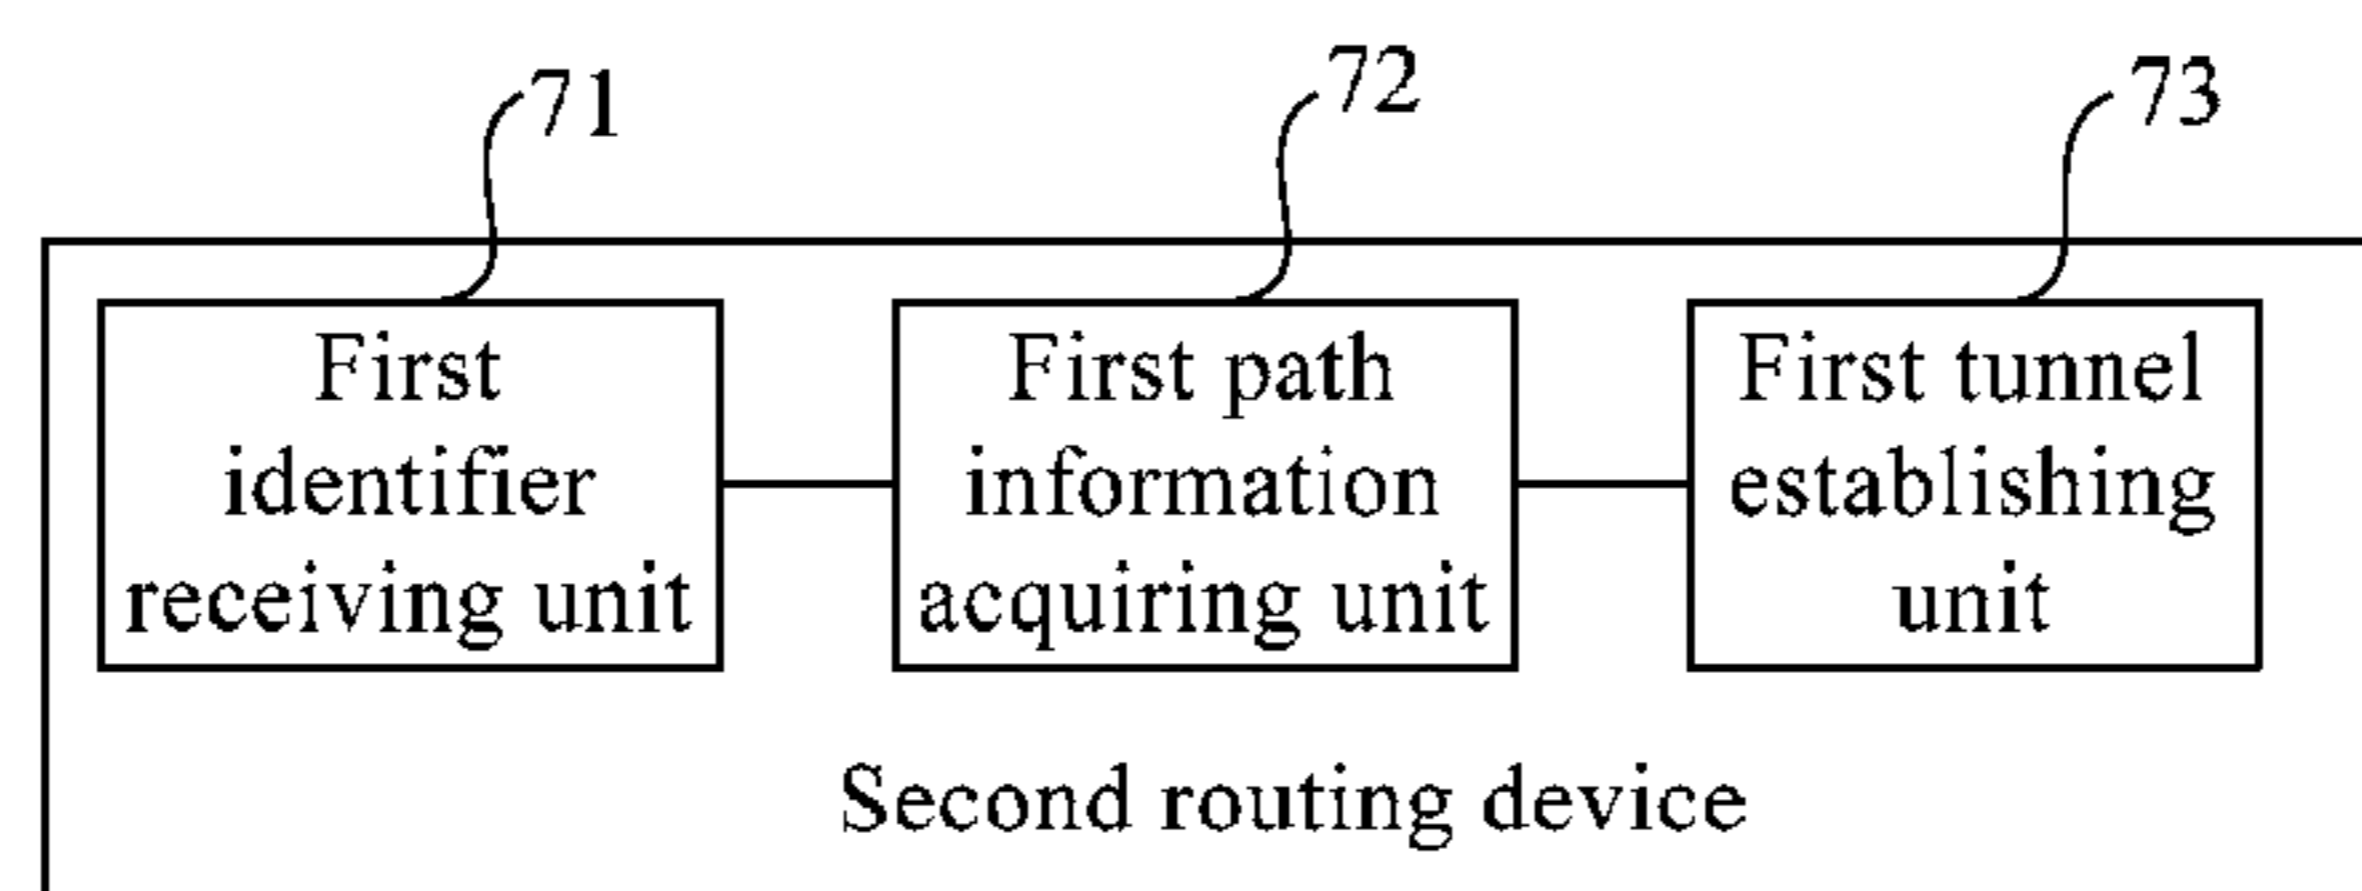 71
72
73
First
identifier
receiving unit
First path
information
acquiring unit
First tunnel
establishing
unit
Second routing device